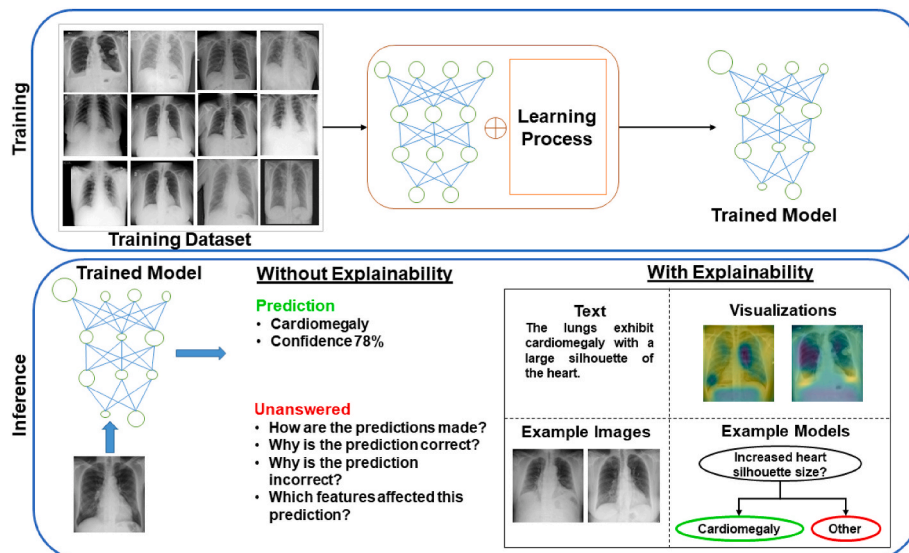 Training
Training Dataset
Learning
Process
Trained Model
Inference
Trained Model
Without Explainability
Prediction
• Cardiomegaly
• Confidence 78%
Unanswered
• How are the predictions made?
• Why is the prediction correct?
• Why is the prediction
incorrect?
• Which features affected this
prediction?
With Explainability
Text
The lungs exhibit
cardiomegaly with a
large silhouette of
the heart.
Visualizations
Example Images
Example Models
Increased heart
silhouette size?
Cardiomegaly
Other